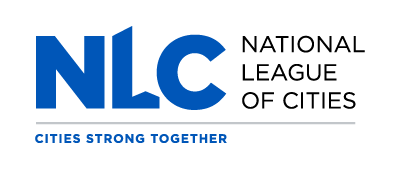 NLC
NATIONAL
LEAGUE
OF CITIES
CITIES STRONG TOGETHER